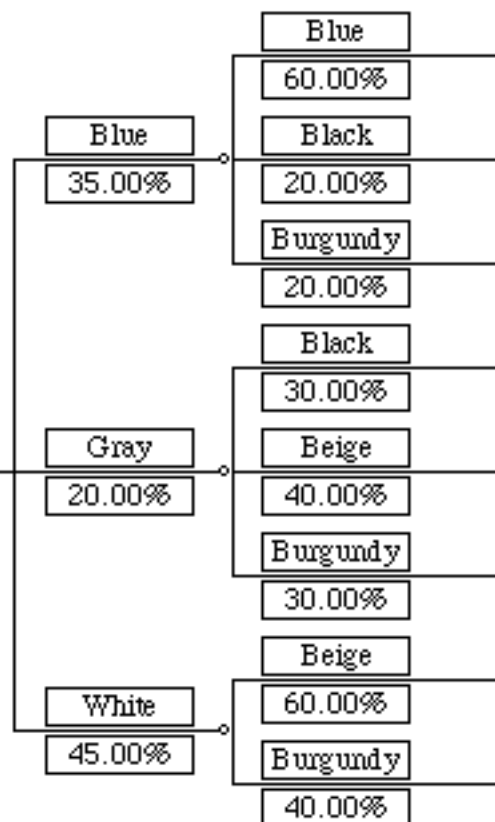 Blue
60.00%
Blue
35.00%
Black
20.00%
Burgundy
20.00%
Black
30.00%
Gray
20.00%
Beige
40.00%
Burgundy
30.00%
Beige
60.00%
White
45.00%
Burgundy
40.00%